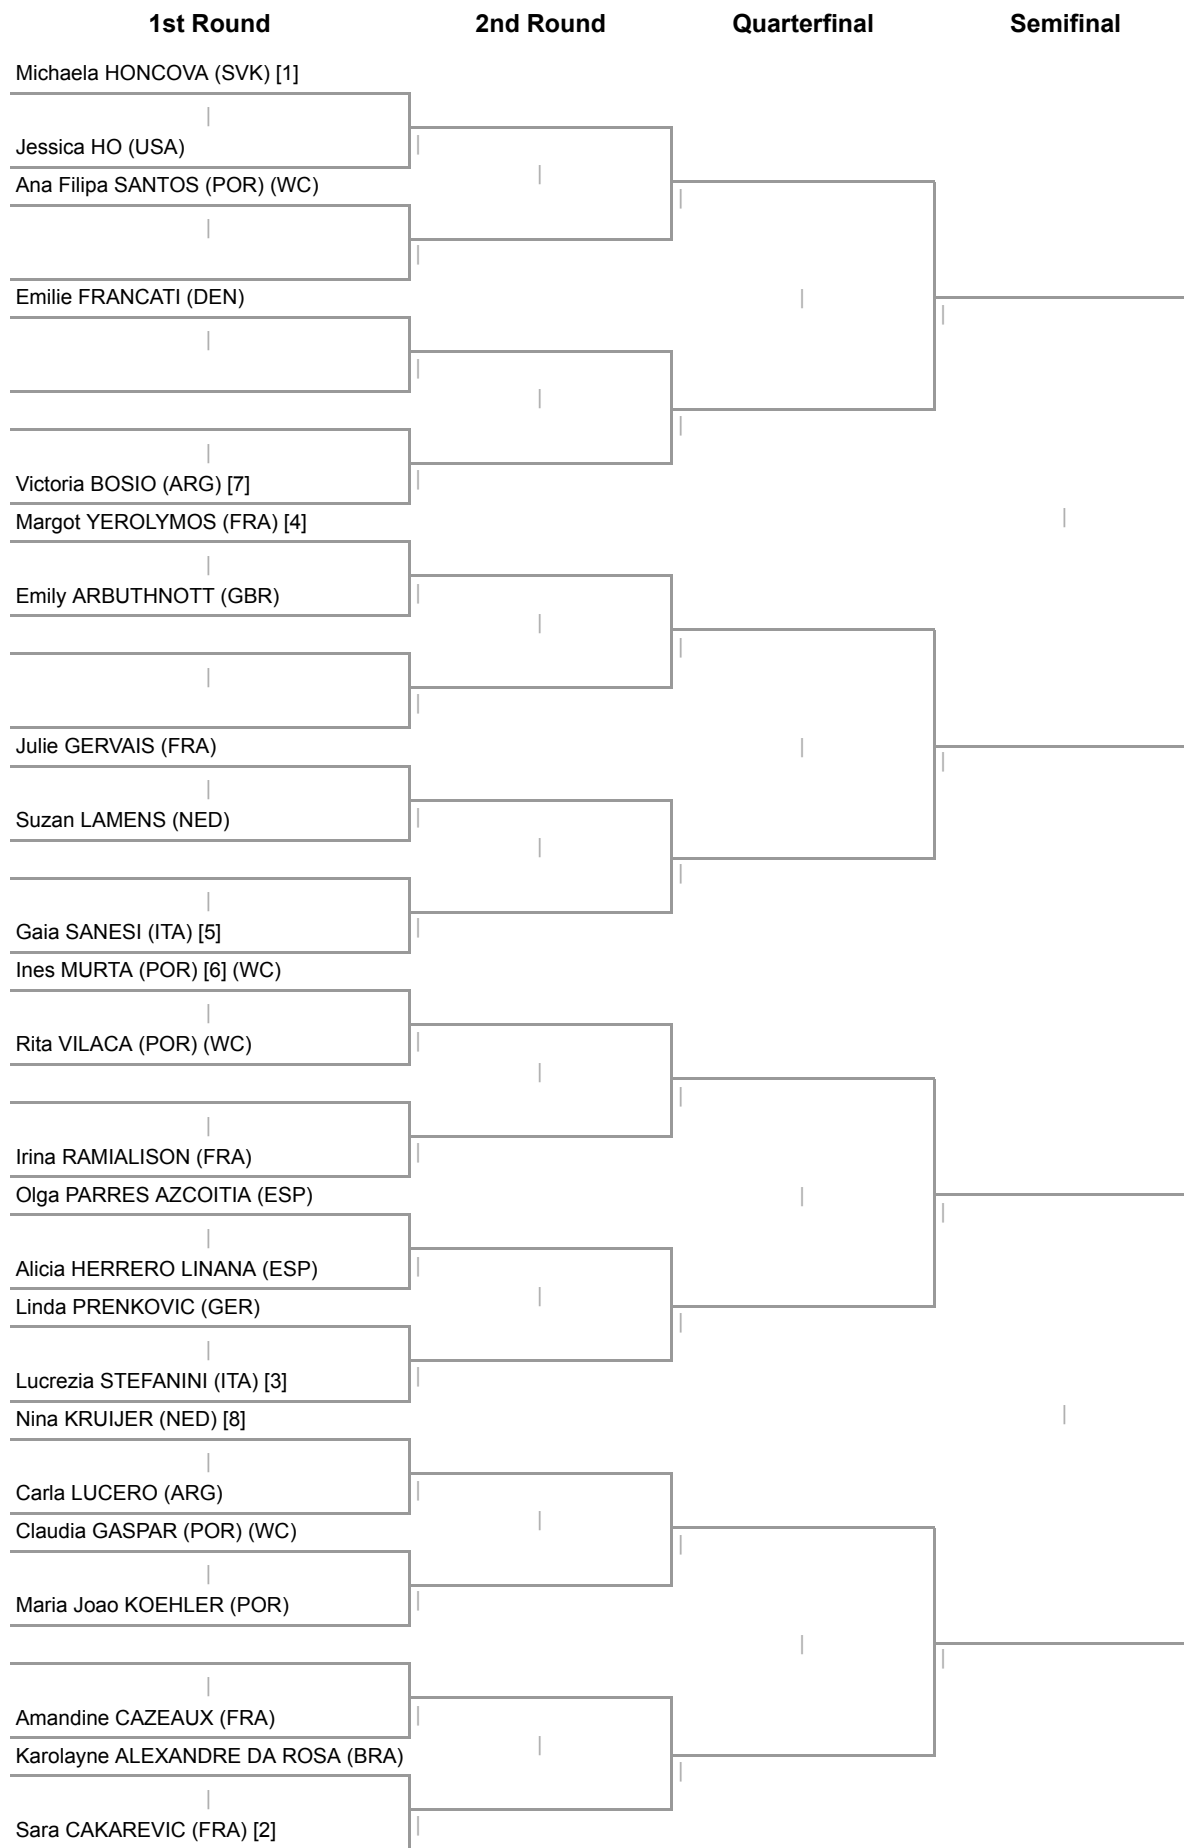 1st Round 2nd Round Quarterfinal Semifinal
Michaela HONCOVA (SVK) [1]
Jessica HO (USA)
Ana Filipa SANTOS (POR) (WC)
Emilie FRANCATI (DEN)
Victoria BOSIO (ARG) [7]
Margot YEROLYMOS (FRA) [4]
Emily ARBUTHNOTT (GBR)
Julie GERVAIS (FRA)
Suzan LAMENS (NED)
Gaia SANESI (ITA) [5]
Ines MURTA (POR) [6] (WC)
Rita VILACA (POR) (WC)
Irina RAMIALISON (FRA)
Olga PARRES AZCOITIA (ESP)
Alicia HERRERO LINANA (ESP)
Linda PRENKOVIC (GER)
Lucrezia STEFANINI (ITA) [3]
Nina KRUIJER (NED) [8]
Carla LUCERO (ARG)
Claudia GASPAR (POR) (WC)
Maria Joao KOEHLER (POR)
Amandine CAZEAUX (FRA)
Karolayne ALEXANDRE DA ROSA (BRA)
Sara CAKAREVIC (FRA) [2]